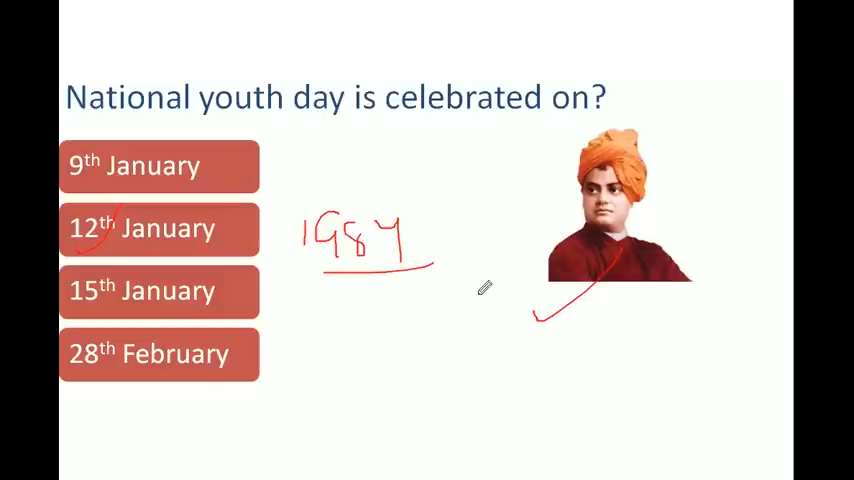 National youth day is celebrated on?
9th January
12th January
1984
15th January
28th February